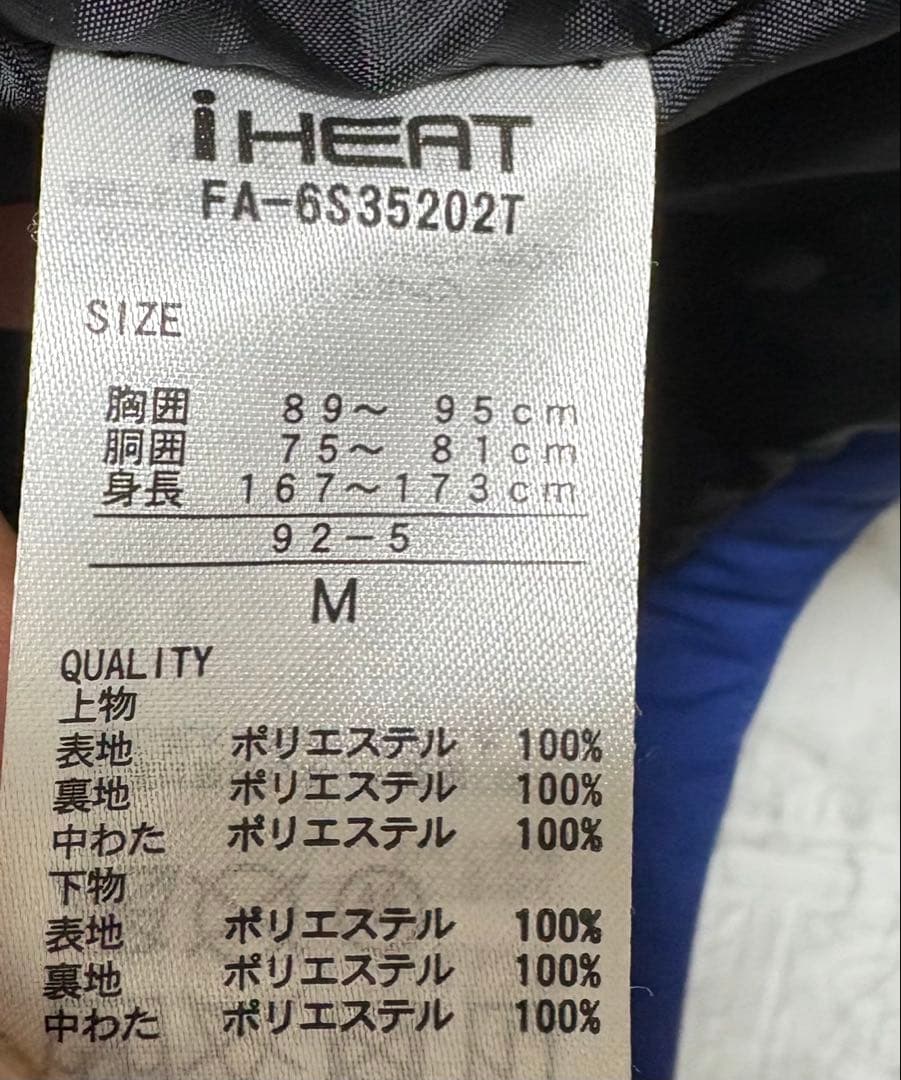 i HEAT
FA-6S35202T
SIZE
胸囲 89〜 95cm
胴囲 75〜 81cm
身長 167〜173cm
92-5
M
QUALITY
上物
表地 ポリエステル 100%
裏地 ポリエステル 100%
中わた ポリエステル 100%
下物
表地 ポリエステル 100%
裏地 ポリエステル 100%
中わた ポリエステル 100%